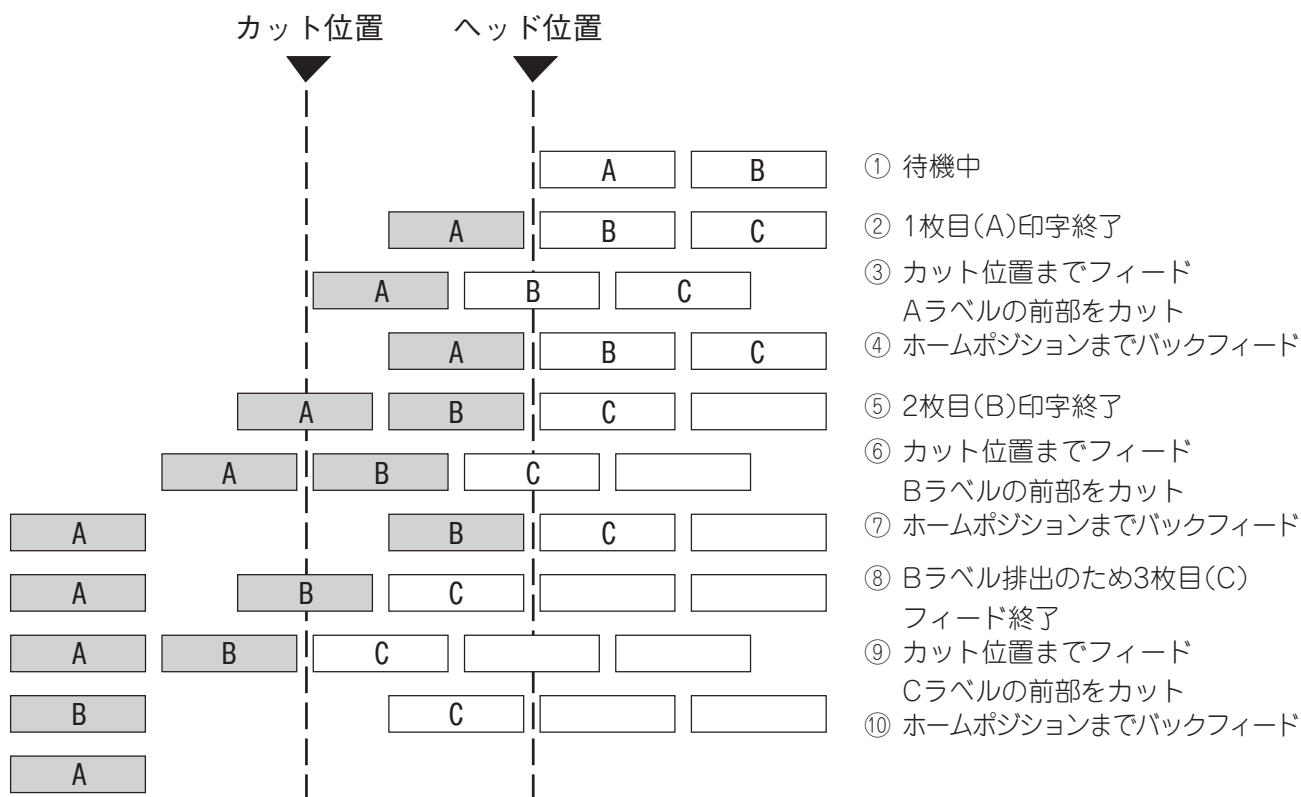 カット位置 ヘッド位置
A B ① 待機中
A B C ② 1枚目(A)印字終了
A B C ③ カット位置までフィード
Aラベルの前部をカット
A B C ④ ホームポジションまでバックフィード
A B C ⑤ 2枚目(B)印字終了
A B C ⑥ カット位置までフィード
Bラベルの前部をカット
A B C ⑦ ホームポジションまでバックフィード
A B C ⑧ Bラベル排出のため3枚目(C)
フィード終了
A B C ⑨ カット位置までフィード
Cラベルの前部をカット
B C ⑩ ホームポジションまでバックフィード
A